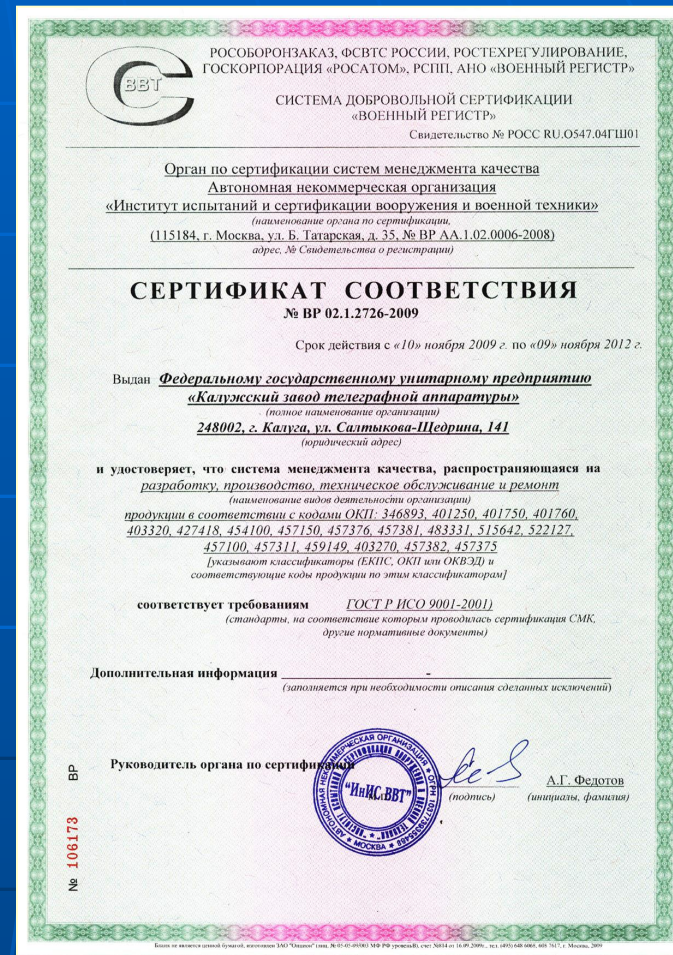 ВВТ
РОСОБОРОНЗАКАЗ, ФСВТС РОССИИ, РОСТЕХРЕГУЛИРОВАНИЕ,
ГОСКОРПОРАЦИЯ «РОСАТОМ», РСПП, АНО «ВОЕННЫЙ РЕГИСТР»
СИСТЕМА ДОБРОВОЛЬНОЙ СЕРТИФИКАЦИИ
«ВОЕННЫЙ РЕГИСТР»
Свидетельство № РОСС RU.О547.04ГШ01
Орган по сертификации систем менеджмента качества
Автономная некоммерческая организация
«Институт испытаний и сертификации вооружения и военной техники»
(наименование органа по сертификации,
(115184, г. Москва, ул. Б. Татарская, д. 35, № ВР АА.1.02.0006-2008)
адрес, № Свидетельства о регистрации)
СЕРТИФИКАТ СООТВЕТСТВИЯ
№ ВР 02.1.2726-2009
Срок действия с «10» ноября 2009 г. по «09» ноября 2012 г.
Выдан Федеральному государственному унитарному предприятию
«Калужский завод телеграфной аппаратуры»
(полное наименование организации)
248002, г. Калуга, ул. Салтыкова-Щедрина, 141
(юридический адрес)
и удостоверяет, что система менеджмента качества, распространяющаяся на
разработку, производство, техническое обслуживание и ремонт
(наименование видов деятельности организации)
продукции в соответствии с кодами ОКП: 346893, 401250, 401750, 401760,
403320, 427418, 454100, 457150, 457376, 457381, 483331, 515642, 522127,
457100, 457311, 459149, 403270, 457382, 457375
[указывают классификаторы (ЕКПС, ОКП или ОКВЭД) и
соответствующие коды продукции по этим классификаторам]
соответствует требованиям ГОСТ Р ИСО 9001-2001)
(стандарты, на соответствие которым проводилась сертификация СМК,
другие нормативные документы)
Дополнительная информация -
(заполняется при необходимости описания сделанных исключений)
Руководитель органа по сертификации
А.Г. Федотов
(подпись) (инициалы, фамилия)
"ИнИС ВВТ"
МОСКВА
№ 106173 ВР